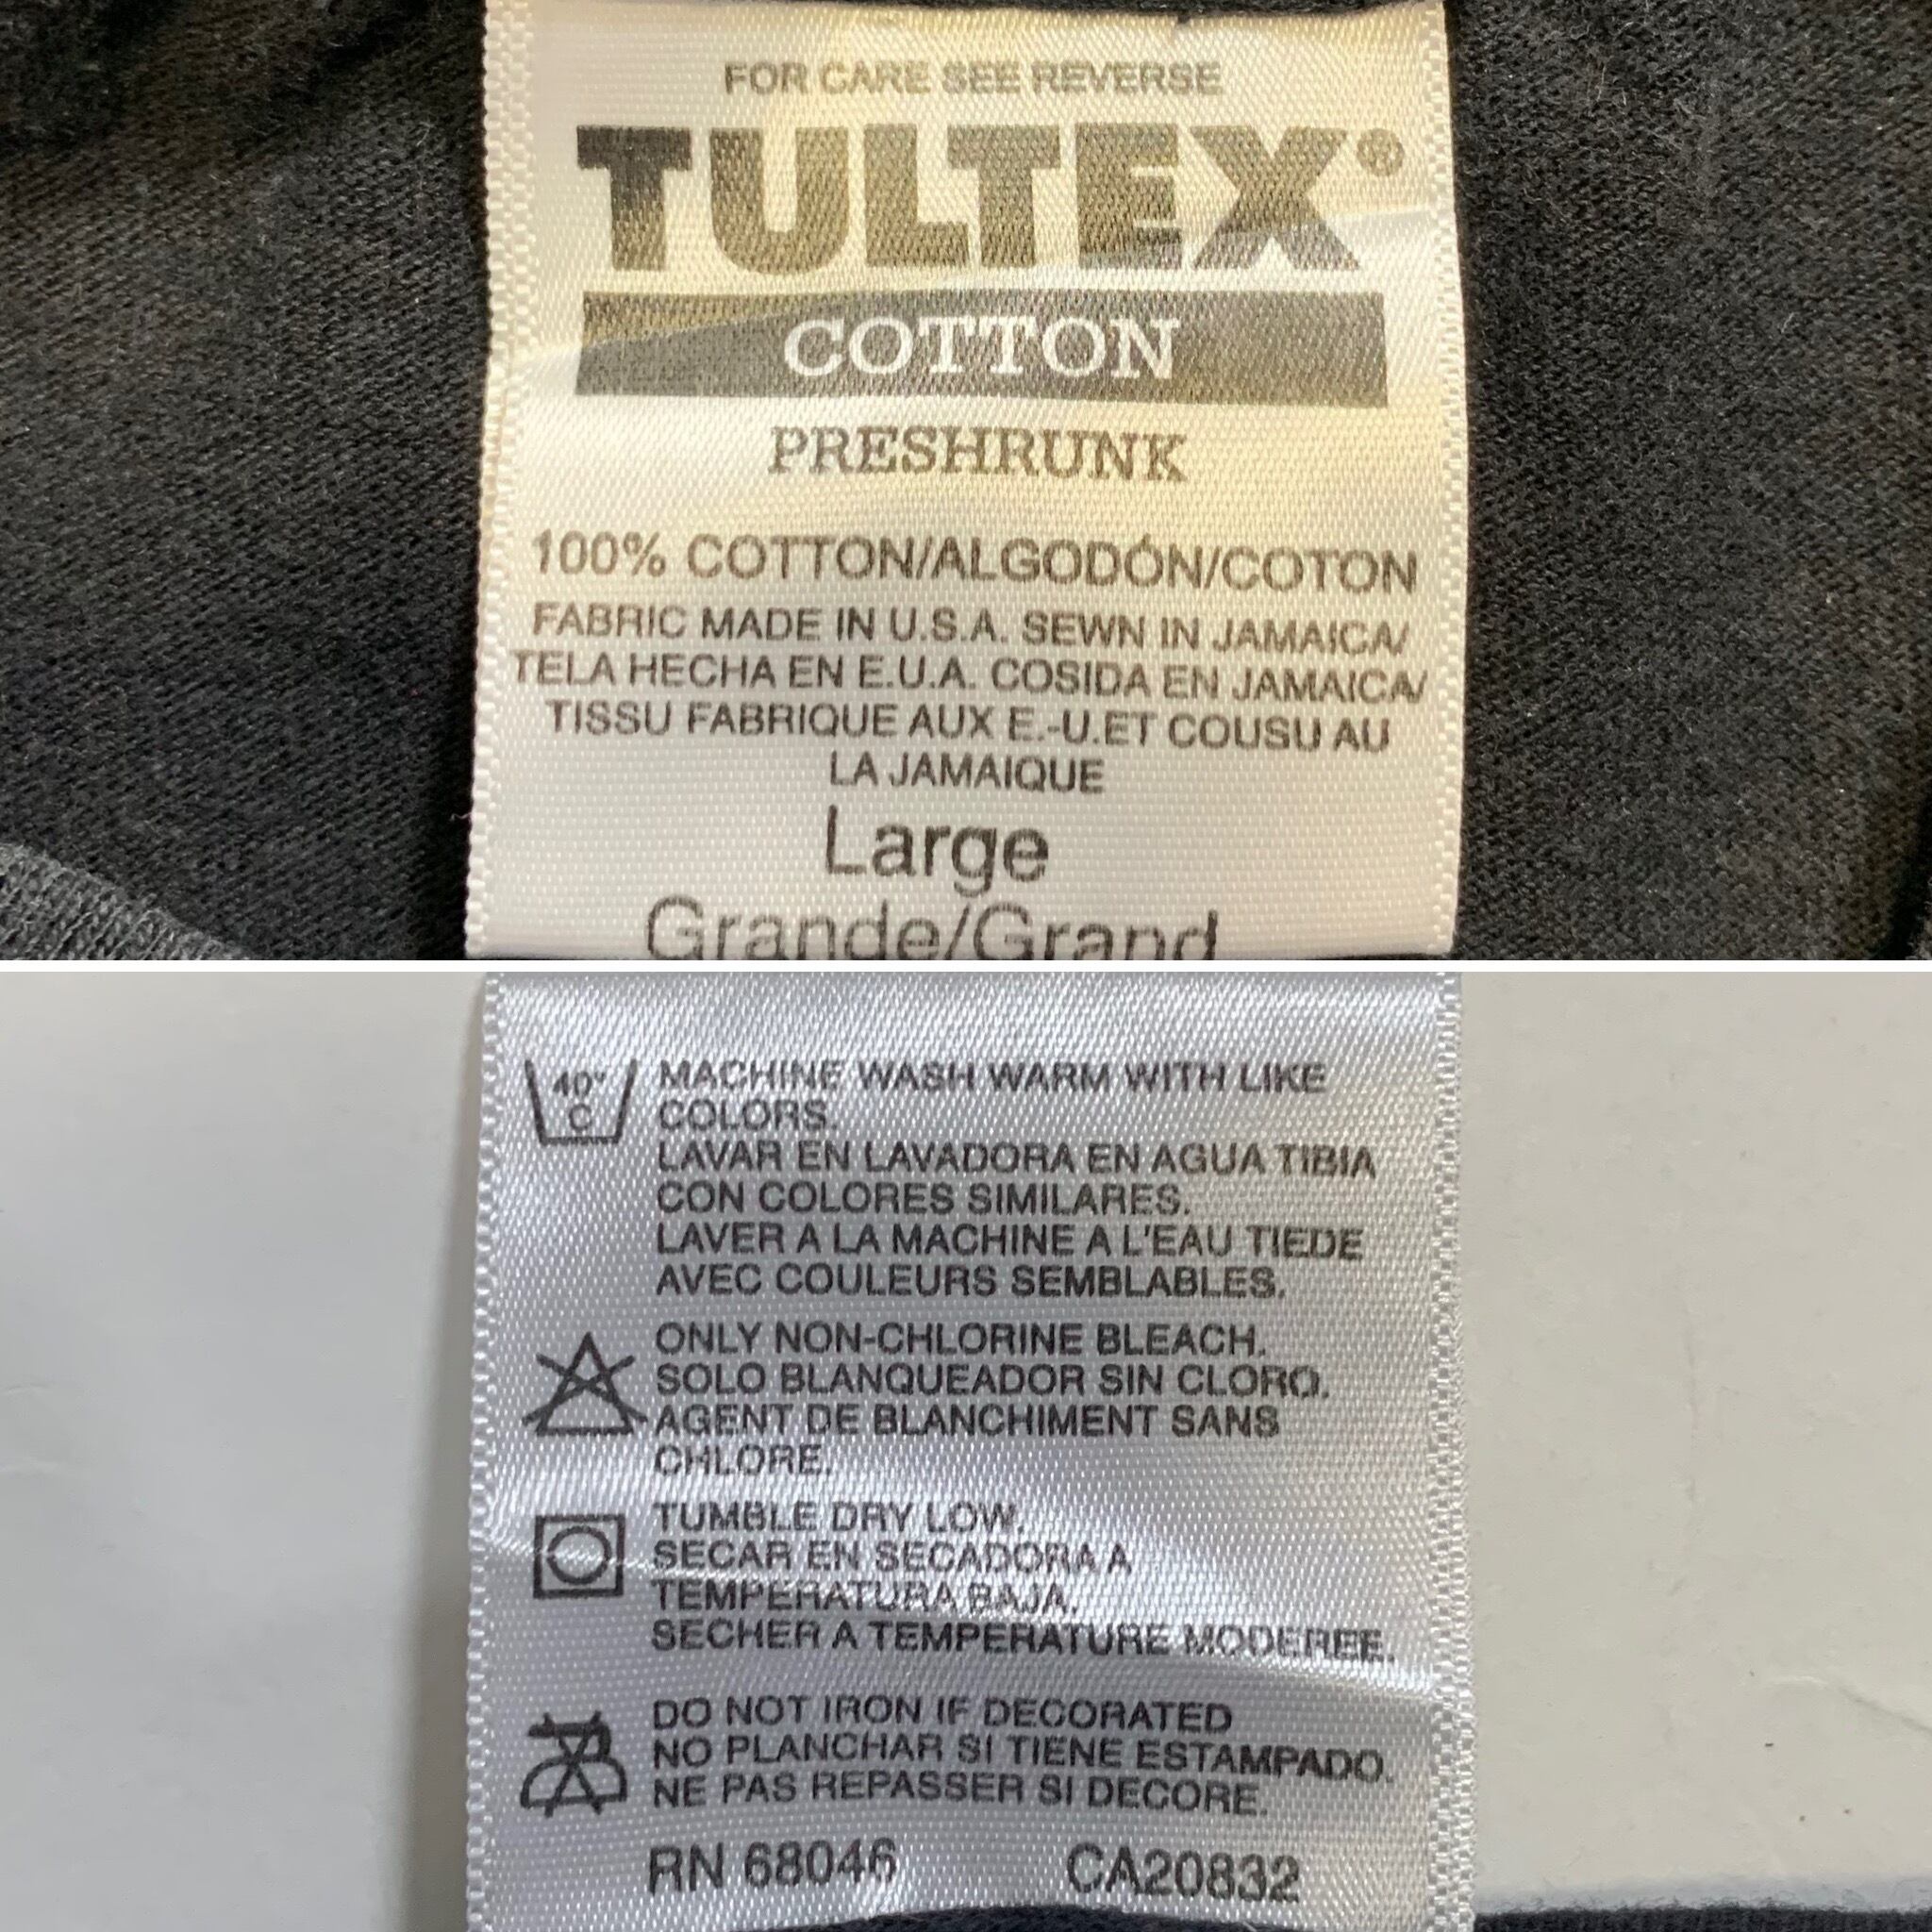 FOR CARE SEE REVERSE
TULTEX®
COTTON
PRESHRUNK
100% COTTON/ALGODÓN/COTON
FABRIC MADE IN U.S.A. SEWN IN JAMAICA/
TELA HECHA EN E.U.A. COSIDA EN JAMAICA/
TISSU FABRIQUE AUX E.-U.ET COUSU AU
LA JAMAIQUE
Large
Grande/Grand
40°
C
MACHINE WASH WARM WITH LIKE
COLORS.
LAVAR EN LAVADORA EN AGUA TIBIA
CON COLORES SIMILARES.
LAVER A LA MACHINE A L'EAU TIEDE
AVEC COULEURS SEMBLABLES.
ONLY NON-CHLORINE BLEACH.
SOLO BLANQUEADOR SIN CLORO.
AGENT DE BLANCHIMENT SANS
CHLORE.
TUMBLE DRY LOW.
SECAR EN SECADORA A
TEMPERATURA BAJA.
SECHER A TEMPERATURE MODEREE.
DO NOT IRON IF DECORATED
NO PLANCHAR SI TIENE ESTAMPADO.
NE PAS REPASSER SI DECORE.
RN 68046 CA20832